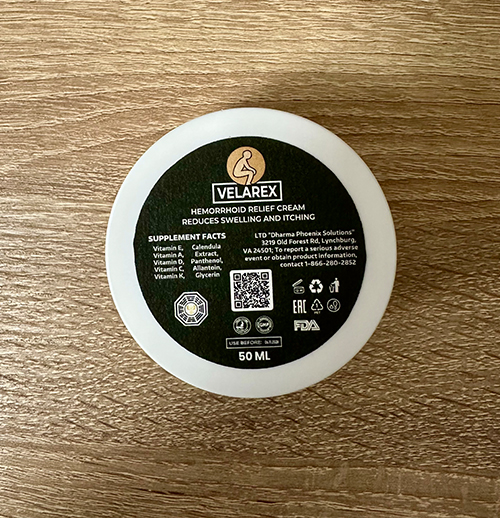 VELAREX
HEMORRHOID RELIEF CREAM
REDUCES SWELLING AND ITCHING
SUPPLEMENT FACTS
Vitamin E, Calendula
Vitamin A, Extract,
Vitamin D, Panthenol,
Vitamin C, Allantoin,
Vitamin K, Glycerin
LTD "Dharma Phoenix Solutions"
3219 Old Forest Rd, Lynchburg,
VA 24501; To report a serious adverse
event or obtain product information,
contact 1-866-280-2852
EAC
FDA
GMP
USE BEFORE:
50 ML